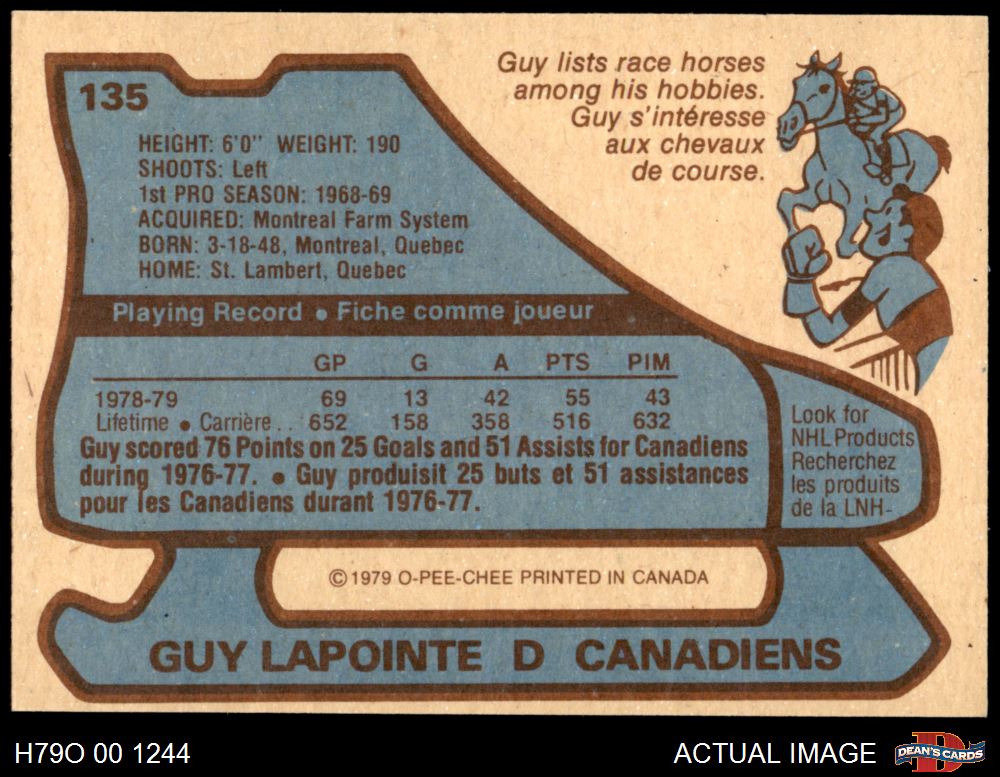 135
Guy lists race horses
among his hobbies.
Guy s'intéresse
aux chevaux
de course.
HEIGHT: 6'0" WEIGHT: 190
SHOOTS: Left
1st PRO SEASON: 1968-69
ACQUIRED: Montreal Farm System
BORN: 3-18-48, Montreal, Quebec
HOME: St. Lambert, Quebec
Playing Record • Fiche comme joueur
GP G A PTS PIM
1978-79 69 13 42 55 43
Lifetime • Carrière .. 652 158 358 516 632
Guy scored 76 Points on 25 Goals and 51 Assists for Canadiens
during 1976-77. • Guy produisit 25 buts et 51 assistances
pour les Canadiens durant 1976-77.
Look for
NHL Products
Recherchez
les produits
de la LNH-
© 1979 O-PEE-CHEE PRINTED IN CANADA
GUY LAPOINTE D CANADIENS
H79O 00 1244
ACTUAL IMAGE
D
DEAN'S CARDS